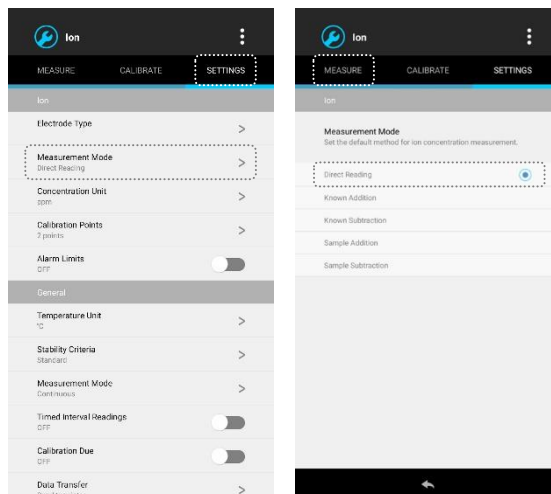 Ion
MEASURE CALIBRATE SETTINGS
Ion
Electrode Type
Measurement Mode
Direct Reading
Concentration Unit
ppm
Calibration Points
2 points
Alarm Limits
OFF
General
Temperature Unit
°C
Stability Criteria
Standard
Measurement Mode
Continuous
Timed Interval Readings
OFF
Calibration Due
OFF
Data Transfer
Ion
MEASURE CALIBRATE SETTINGS
Ion
Measurement Mode
Set the default method for ion concentration measurement.
Direct Reading
Known Addition
Known Subtraction
Sample Addition
Sample Subtraction